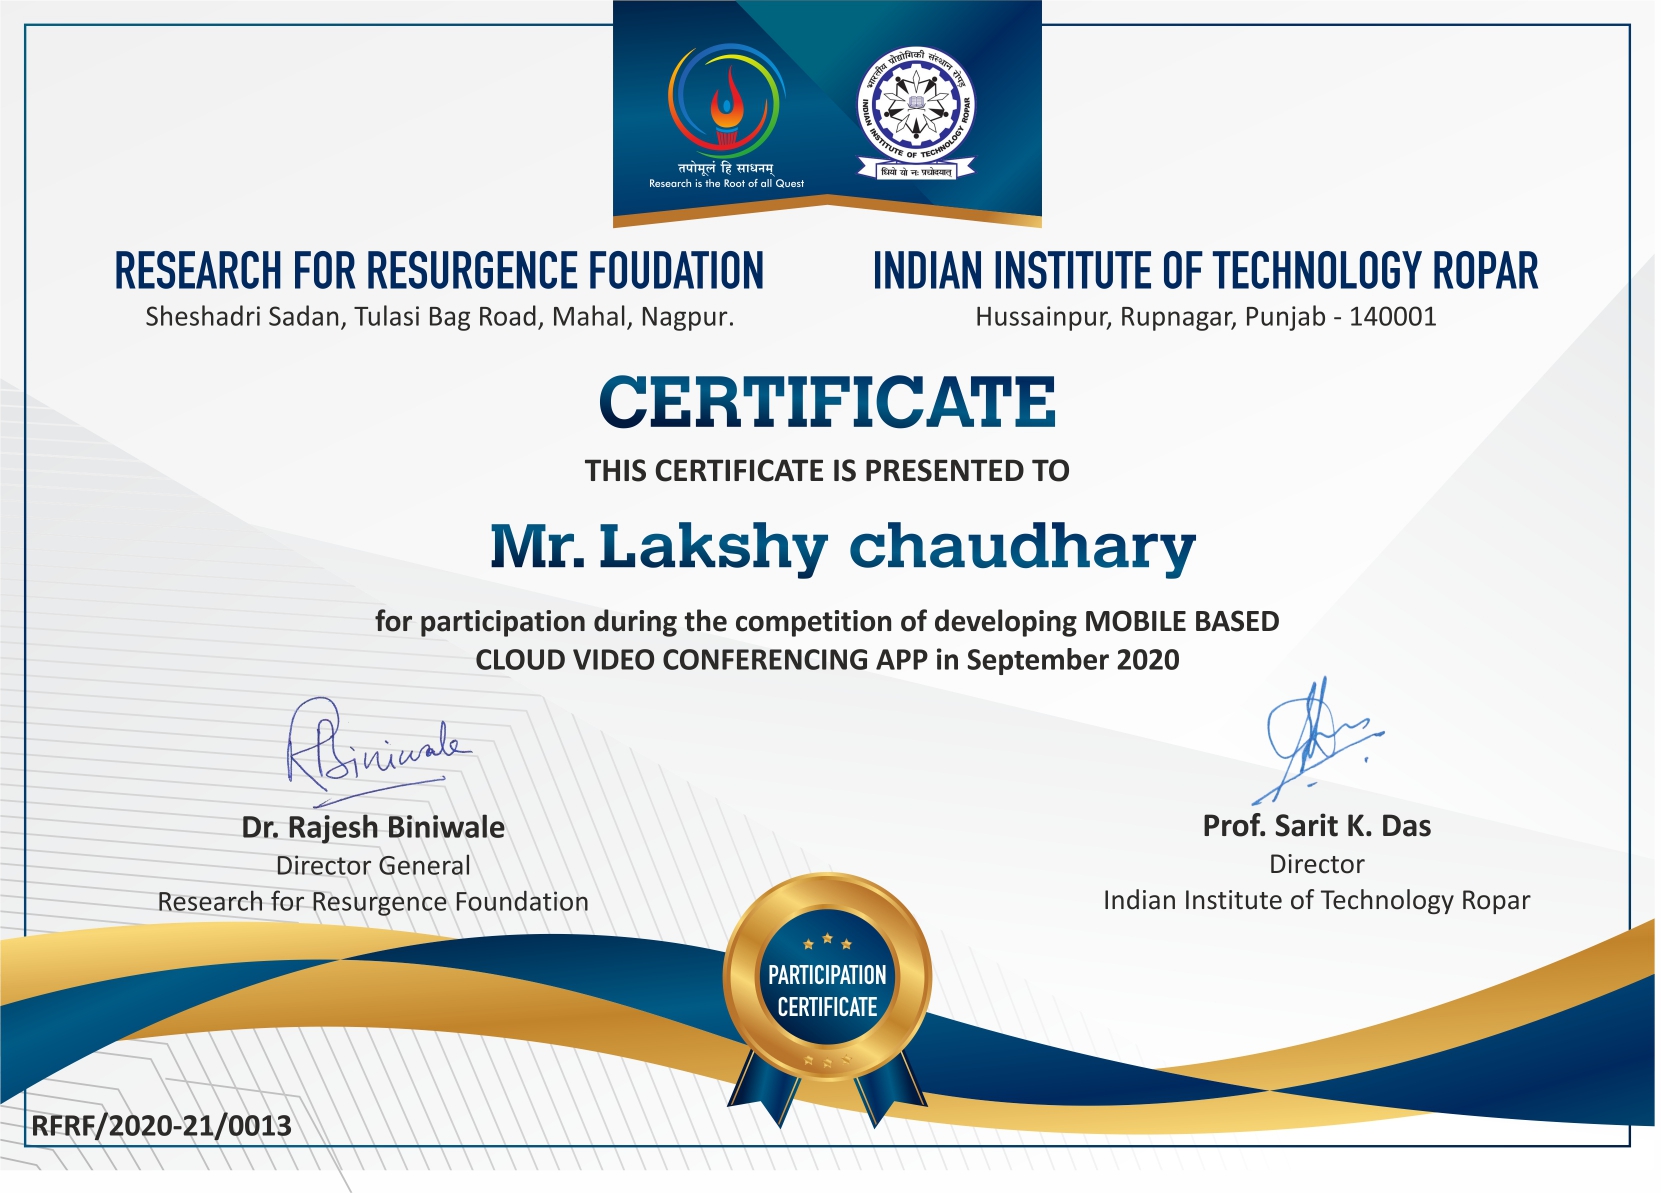 तपोमूलं हि साधनम्
Research is the Root of all Quest
भारतीय प्रौद्योगिकी संस्थान रोपड़
INDIAN INSTITUTE OF TECHNOLOGY ROPAR
धियो यो नः प्रचोदयात्
RESEARCH FOR RESURGENCE FOUDATION
Sheshadri Sadan, Tulasi Bag Road, Mahal, Nagpur.
INDIAN INSTITUTE OF TECHNOLOGY ROPAR
Hussainpur, Rupnagar, Punjab - 140001
CERTIFICATE
THIS CERTIFICATE IS PRESENTED TO
Mr. Lakshy chaudhary
for participation during the competition of developing MOBILE BASED
CLOUD VIDEO CONFERENCING APP in September 2020
RBiniwale
Dr. Rajesh Biniwale
Director General
Research for Resurgence Foundation
Prof. Sarit K. Das
Director
Indian Institute of Technology Ropar
PARTICIPATION
CERTIFICATE
RFRF/2020-21/0013